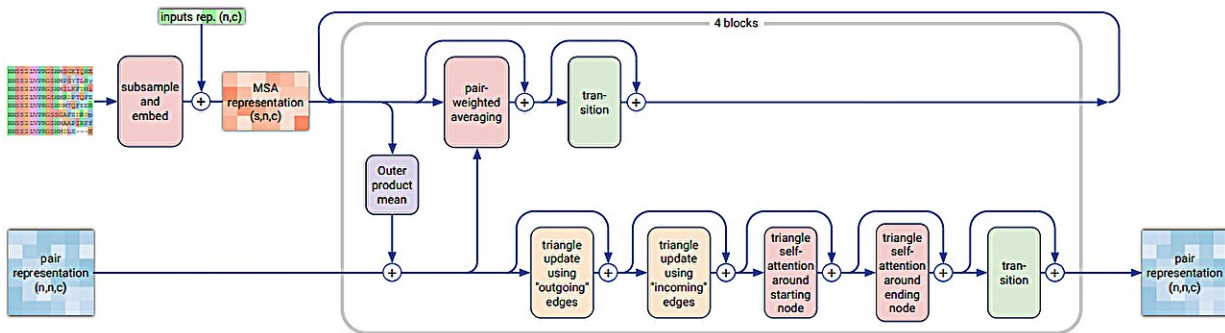 inputs rep. (n,c)
4 blocks
subsample
and
embed
+
MSA
representation
(s,n,c)
pair-
weighted
averaging
+
tran-
sition
+
Outer
product
mean
pair
representation
(n,n,c)
+
triangle
update
using
"outgoing"
edges
+
triangle
update
using
"incoming"
edges
+
triangle
self-
attention
around
starting
node
+
triangle
self-
attention
around
ending
node
+
tran-
sition
+
pair
representation
(n,n,c)